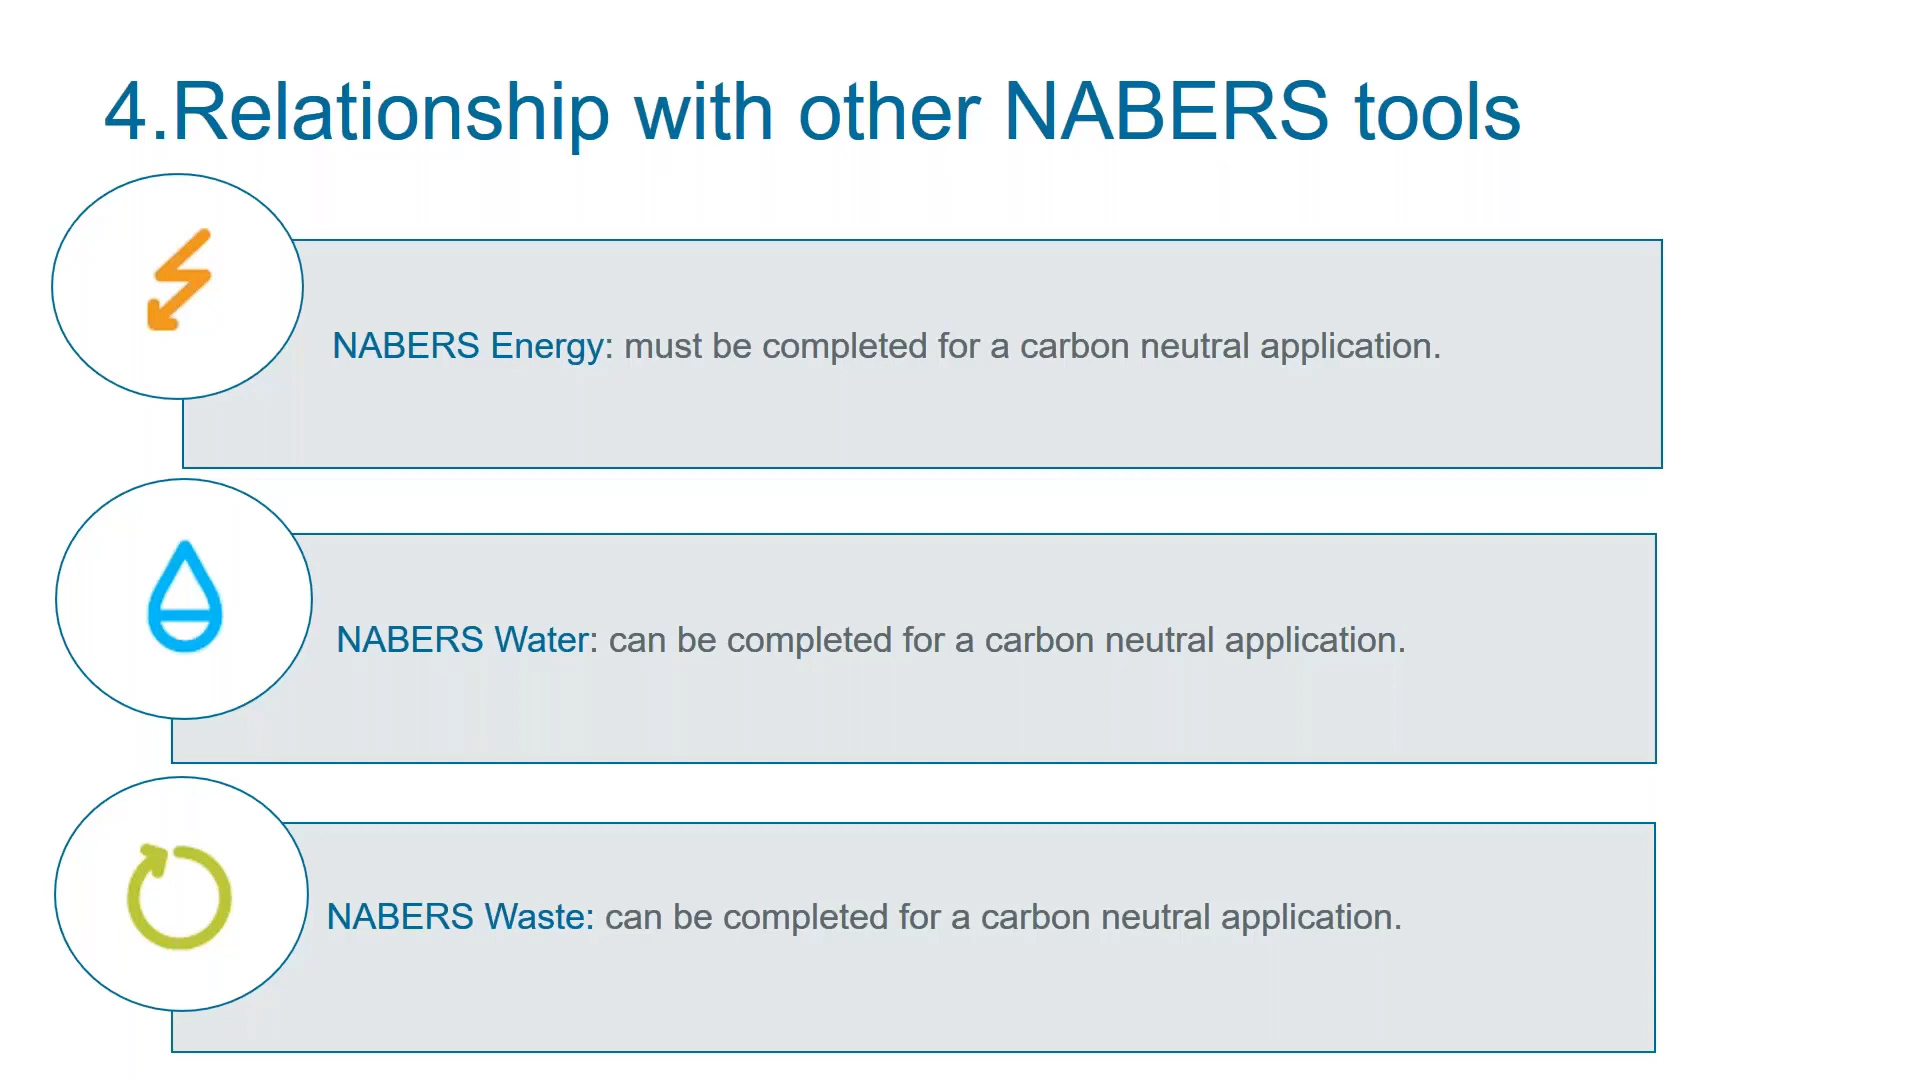 4.Relationship with other NABERS tools
NABERS Energy: must be completed for a carbon neutral application.
NABERS Water: can be completed for a carbon neutral application.
NABERS Waste: can be completed for a carbon neutral application.